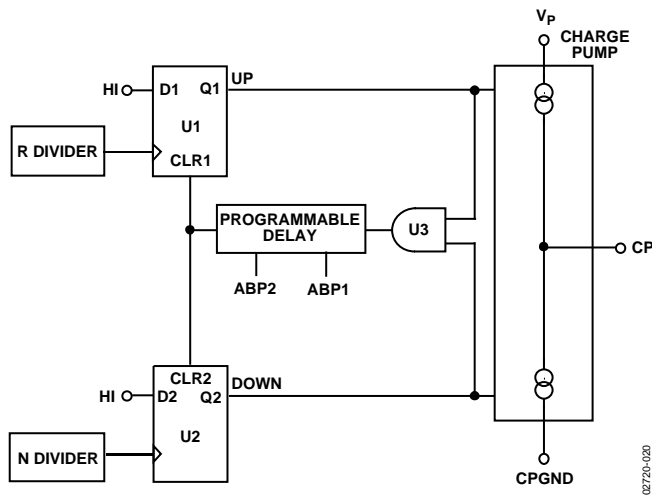 VP
CHARGE
PUMP
HI
D1
Q1
UP
U1
R DIVIDER
CLR1
PROGRAMMABLE
DELAY
U3
CP
ABP2
ABP1
CLR2
DOWN
HI
D2
Q2
U2
N DIVIDER
CPGND
02720-020